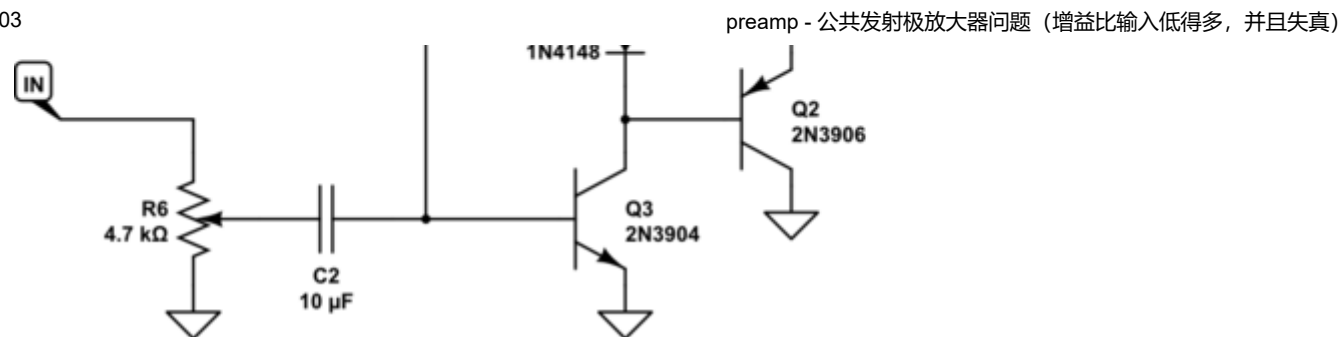 03
preamp - 公共发射极放大器问题（增益比输入低得多，并且失真）
1N4148
IN
Q2
2N3906
R6
4.7 kΩ
Q3
2N3904
C2
10 µF